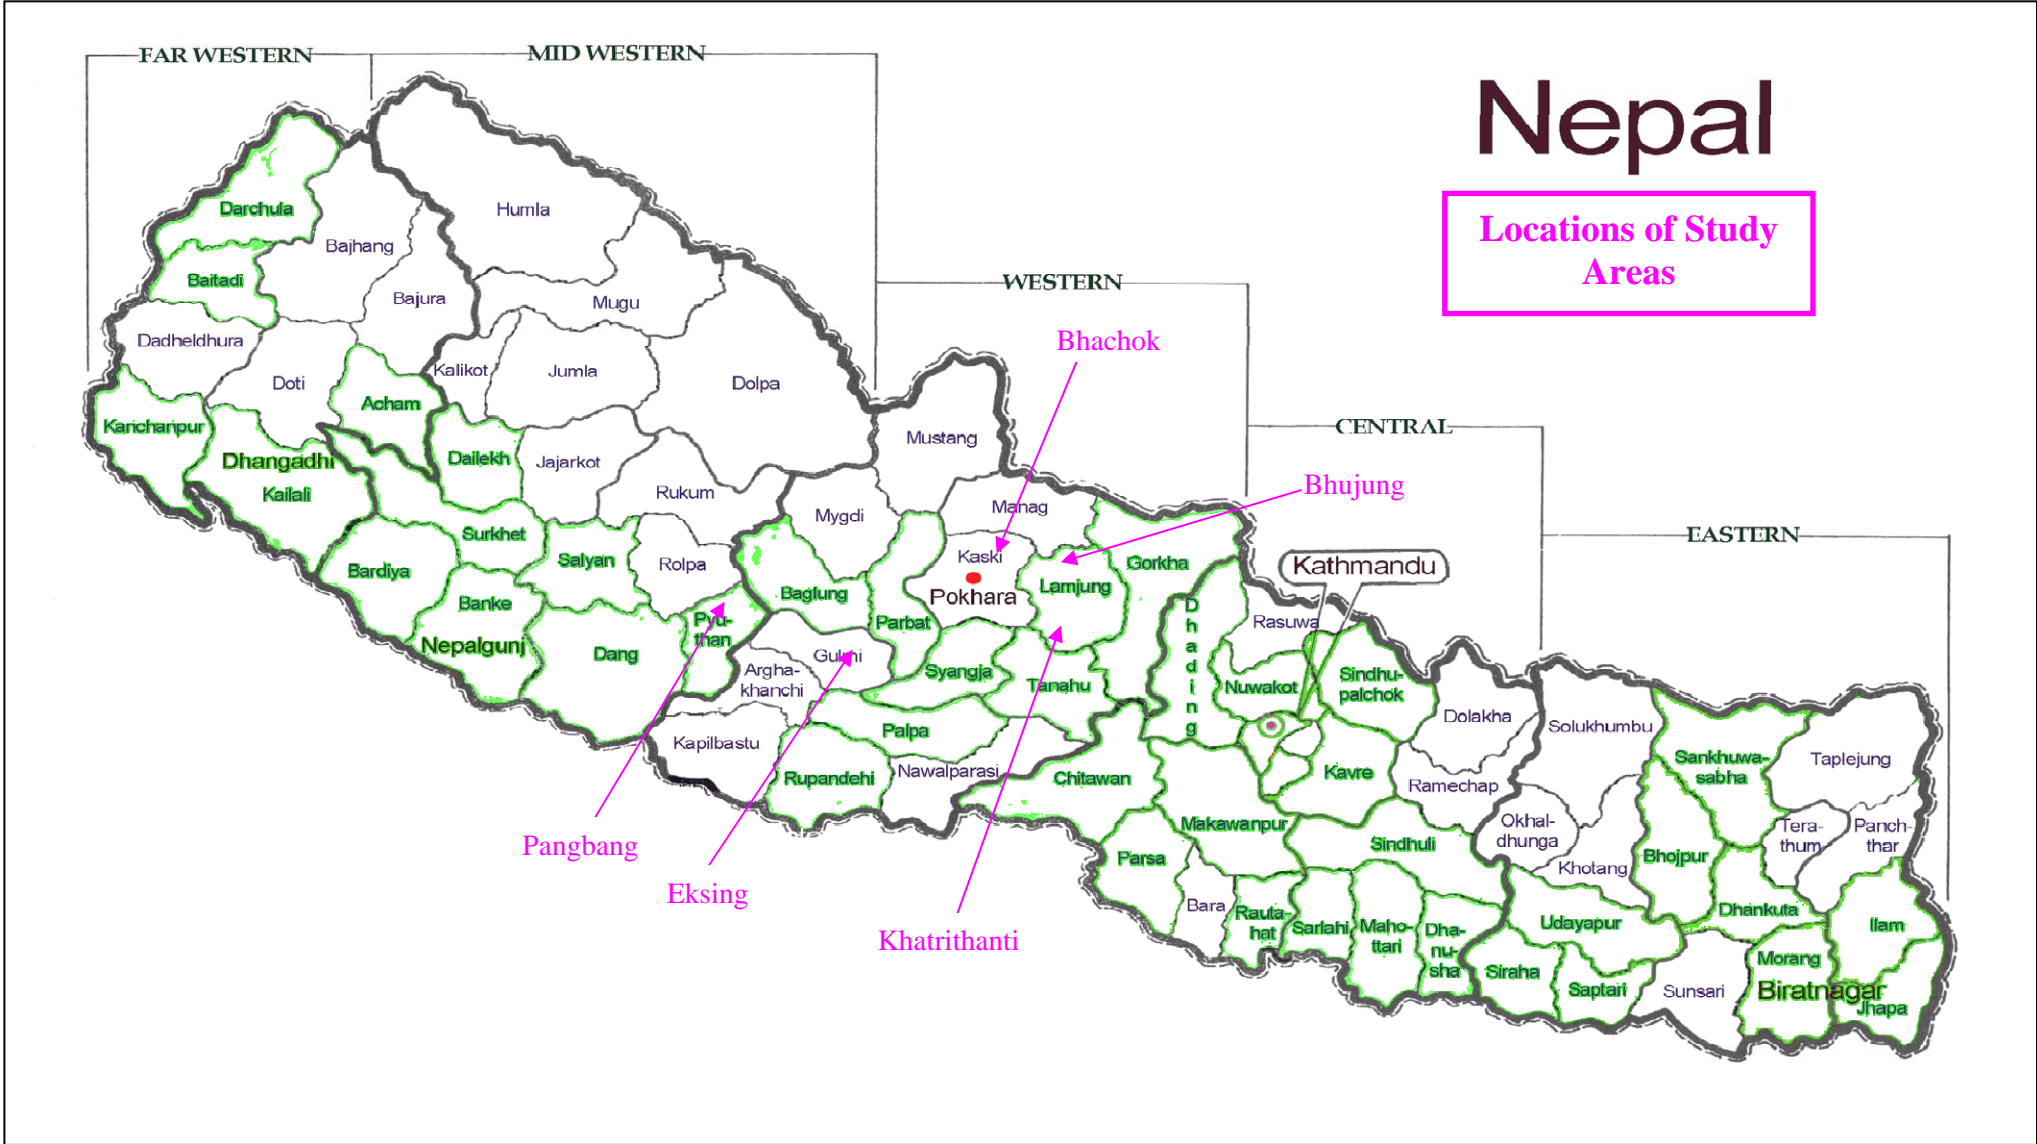 FAR WESTERN
MID WESTERN
Nepal
Locations of Study
Areas
WESTERN
CENTRAL
EASTERN
Bhachok
Bhujung
Pangbang
Eksing
Khatrithanti
Darchula
Bajhang
Humla
Baitadi
Bajura
Mugu
Dadheldhura
Doti
Kallikot
Jumla
Dolpa
Acham
Kanchanpur
Dhangadhi
Kailali
Dailekh
Jajarkot
Rukum
Mustang
Mygdi
Manag
Surkhet
Salyan
Rolpa
Bardiya
Banke
Nepalgunj
Dang
Pyu-
than
Baglung
Parbat
Kaski
Pokhara
Lamjung
Gorkha
Kathmandu
Dhading
Rasuwa
Gulmi
Argha-
khanchi
Syangja
Tanahu
Nuwakot
Sindhu-
palchok
Dolakha
Solukhumbu
Kapilbastu
Palpa
Rupandehi
Nawalparasi
Chitawan
Kavre
Ramechap
Sankhuwa-
sabha
Taplejung
Makawanpur
Parsa
Sindhuli
Okhal-
dhunga
Khotang
Bhojpur
Tera-
thum
Panch-
thar
Bara
Rauta-
hat
Sarlahi
Maho-
ttari
Dha-
nu-
sha
Udayapur
Dhankuta
Ilam
Siraha
Saptari
Sunsari
Morang
Biratnagar
Jhapa